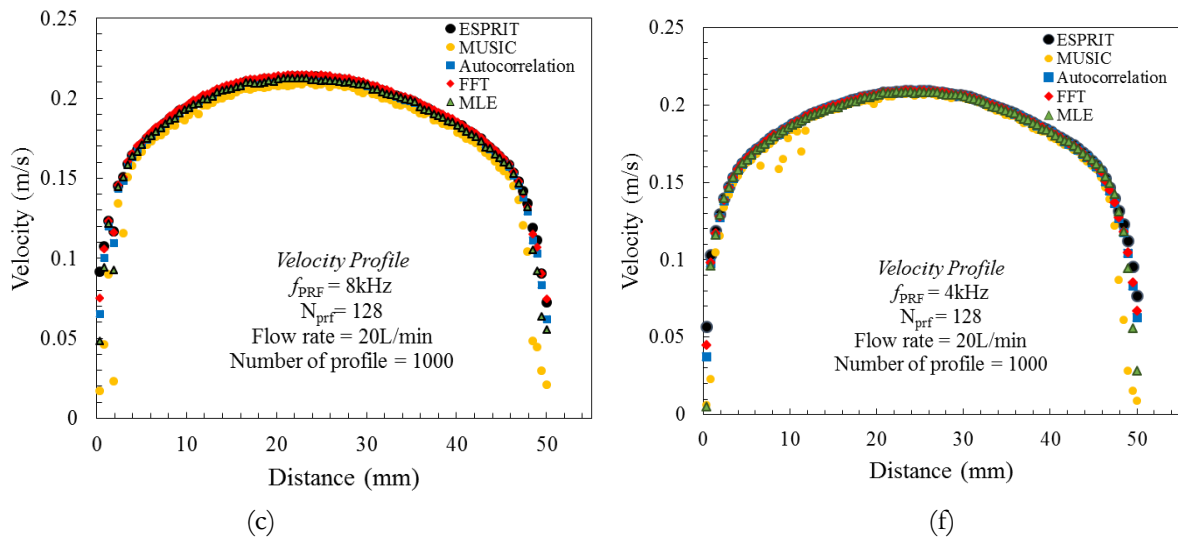 0.25
0.2
0.15
0.1
0.05
0
Velocity (m/s)
ESPRIT
MUSIC
Autocorrelation
FFT
MLE
Velocity Profile
fPRF = 8kHz
Nprf= 128
Flow rate = 20L/min
Number of profile = 1000
0 10 20 30 40 50
Distance (mm)
(c)
0.25
0.2
0.15
0.1
0.05
0
Velocity (m/s)
ESPRIT
MUSIC
Autocorrelation
FFT
MLE
Velocity Profile
fPRF = 4kHz
Nprf = 128
Flow rate = 20L/min
Number of profile = 1000
0 10 20 30 40 50
Distance (mm)
(f)